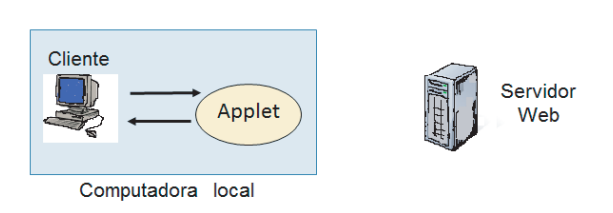 Cliente
Applet
Servidor
Web
Computadora local